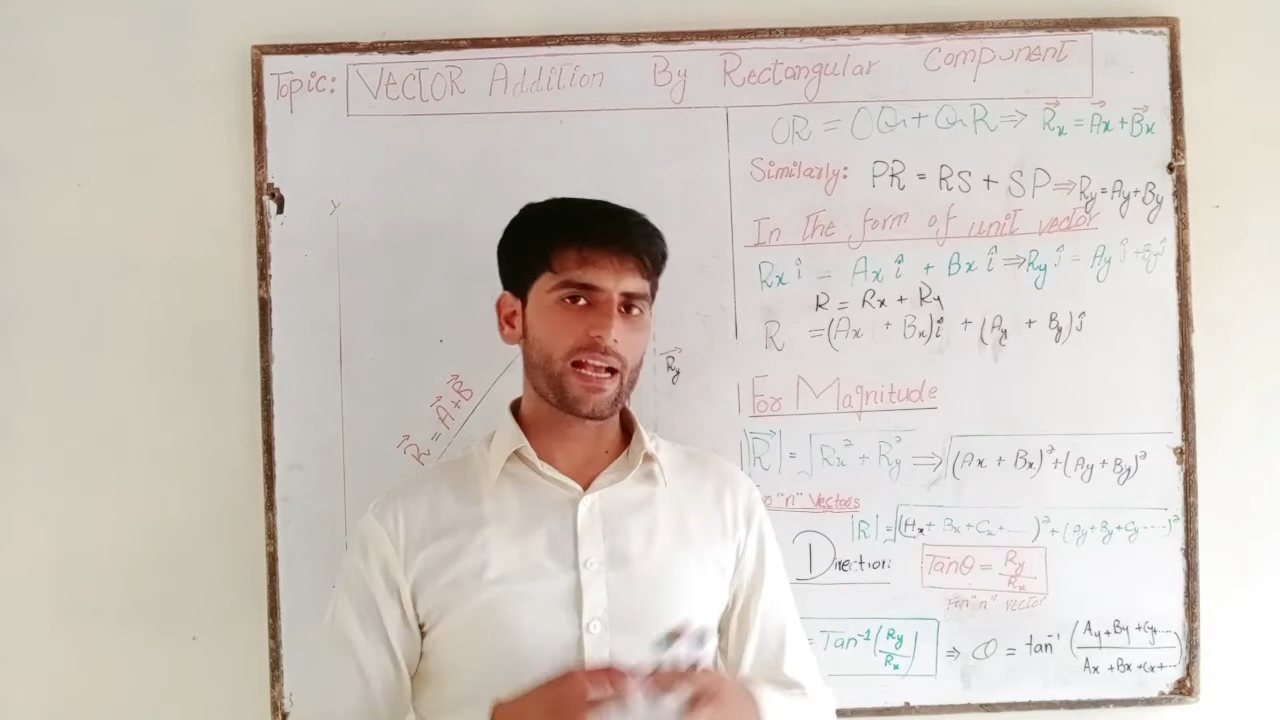 Topic: VECTOR Addition By Rectangular Component
Y
R⃗ = A⃗ + B⃗
R⃗y
OR = OQ + QR ⇒ R⃗x = A⃗x + B⃗x
Similarly: PR = RS + SP ⇒ Ry = Ay + By
In the form of unit vector
Rx î = Ax î + Bx î ⇒ Ry ĵ = Ay ĵ + By ĵ
R = Rx + Ry
R = (Ax + Bx) î + (Ay + By) ĵ
For Magnitude
|R⃗| = √Rx² + Ry² ⇒ √(Ax + Bx)² + (Ay + By)²
"n" Vectors
|R| = √(Ax + Bx + Cx + ....)² + (Ay + By + Cy ----)²
Direction: Tanθ = Ry/Rx
For "n" vector
= Tan⁻¹(Ry/Rx) ⇒ θ = tan⁻¹(Ay + By + Cy..../Ax + Bx + Cx + ...)